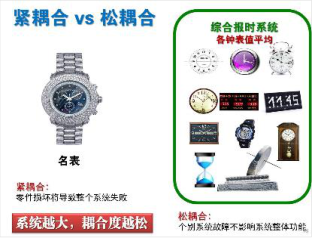 紧耦合 vs 松耦合
综合报时系统
各钟表值平均
11:45
名表
紧耦合：
零件损坏将导致整个系统失败
系统越大，耦合度越松
松耦合：
个别系统故障不影响系统整体功能